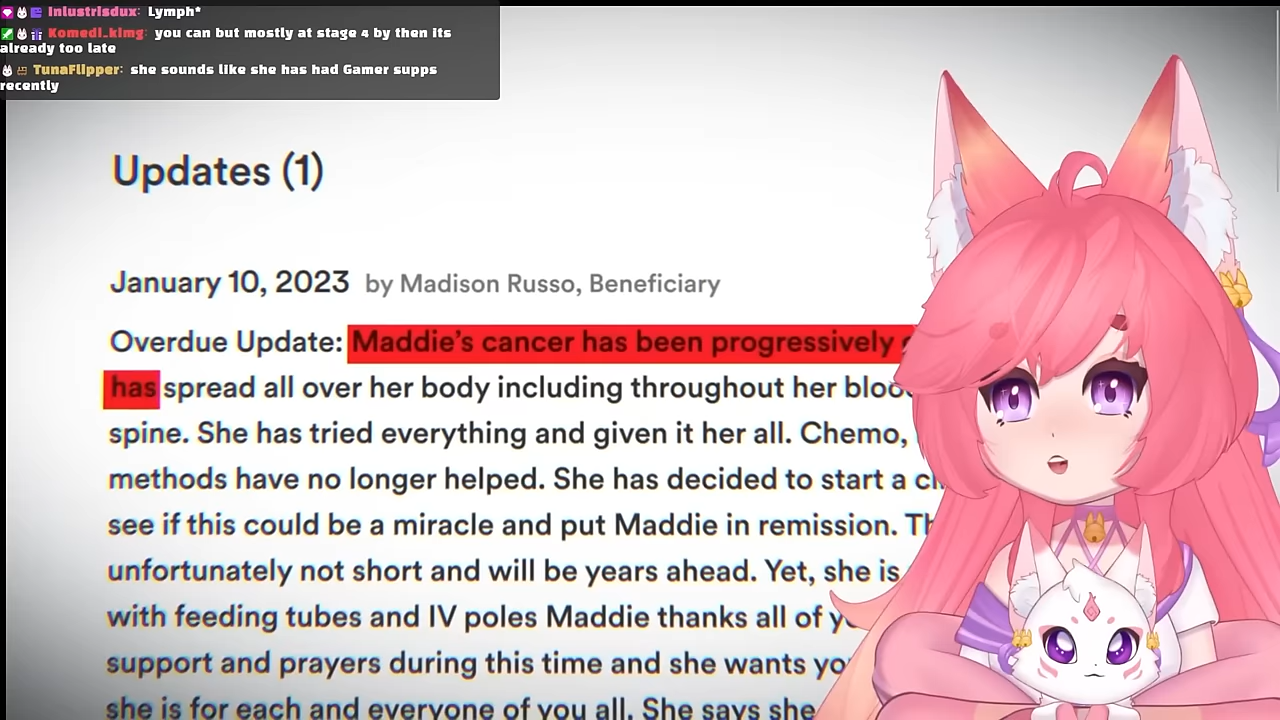 Inlustrisdux: Lymph*
Komedi_kimg: you can but mostly at stage 4 by then its
already too late
TunaFlipper: she sounds like she has had Gamer supps
recently
Updates (1)
January 10, 2023 by Madison Russo, Beneficiary
Overdue Update: Maddie's cancer has been progressively
has spread all over her body including throughout her
spine. She has tried everything and given it her all. Chemo,
methods have no longer helped. She has decided to start a
see if this could be a miracle and put Maddie in remission.
unfortunately not short and will be years ahead. Yet, she is
with feeding tubes and IV poles Maddie thanks all of
support and prayers during this time and she wants
she is for each and everyone of you all. She says she